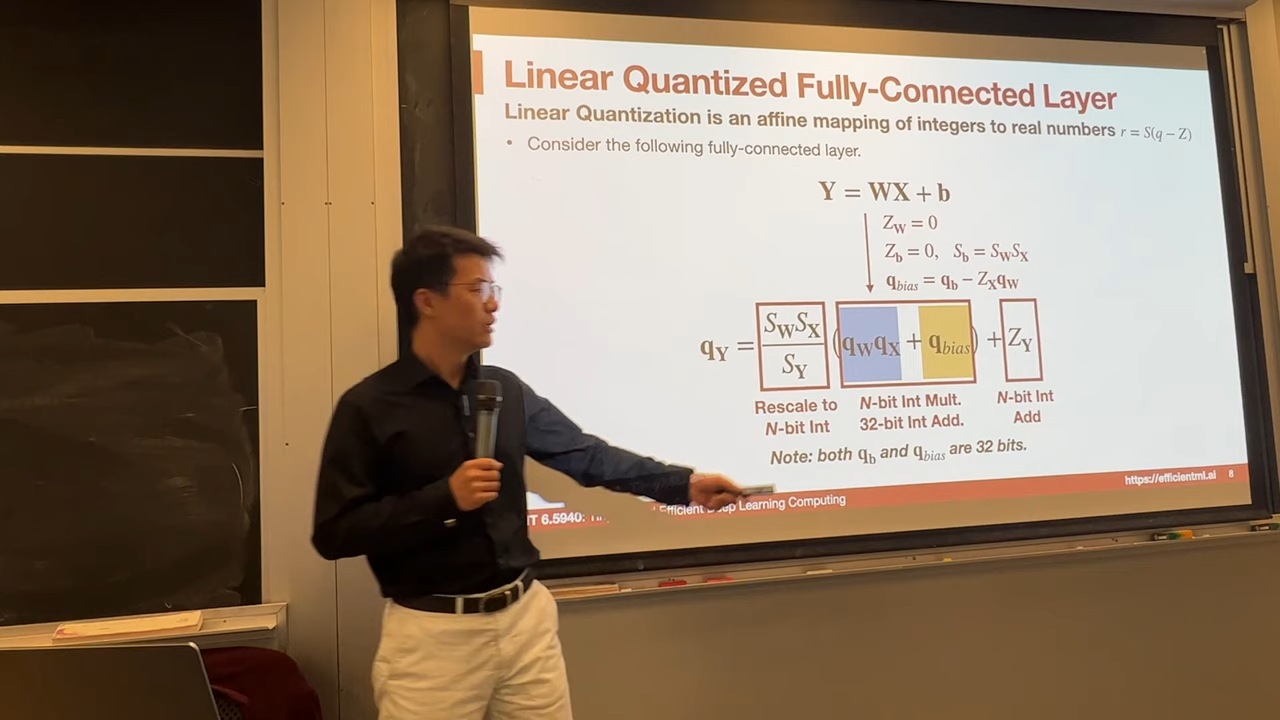 Linear Quantized Fully-Connected Layer
Linear Quantization is an affine mapping of integers to real numbers r = S(q − Z)
• Consider the following fully-connected layer.
Y = WX + b
Z_W = 0
Z_b = 0, S_b = S_W S_X
q_bias = q_b − Z_X q_W
q_Y = S_W S_X / S_Y (q_W q_X + q_bias) + Z_Y
Rescale to N-bit Int
N-bit Int Mult. 32-bit Int Add.
N-bit Int Add
Note: both q_b and q_bias are 32 bits.
6.5940: Deep Learning Computing
https://efficientml.ai 8